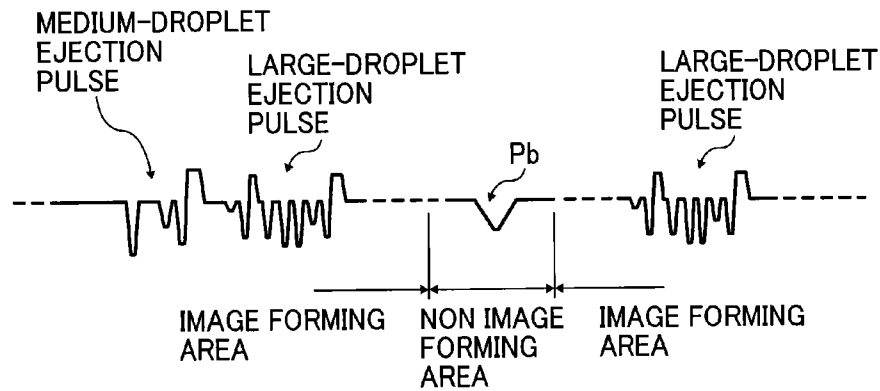 MEDIUM-DROPLET
EJECTION
PULSE
LARGE-DROPLET
EJECTION
PULSE
Pb
LARGE-DROPLET
EJECTION
PULSE
IMAGE FORMING
AREA
NON IMAGE
FORMING
AREA
IMAGE FORMING
AREA